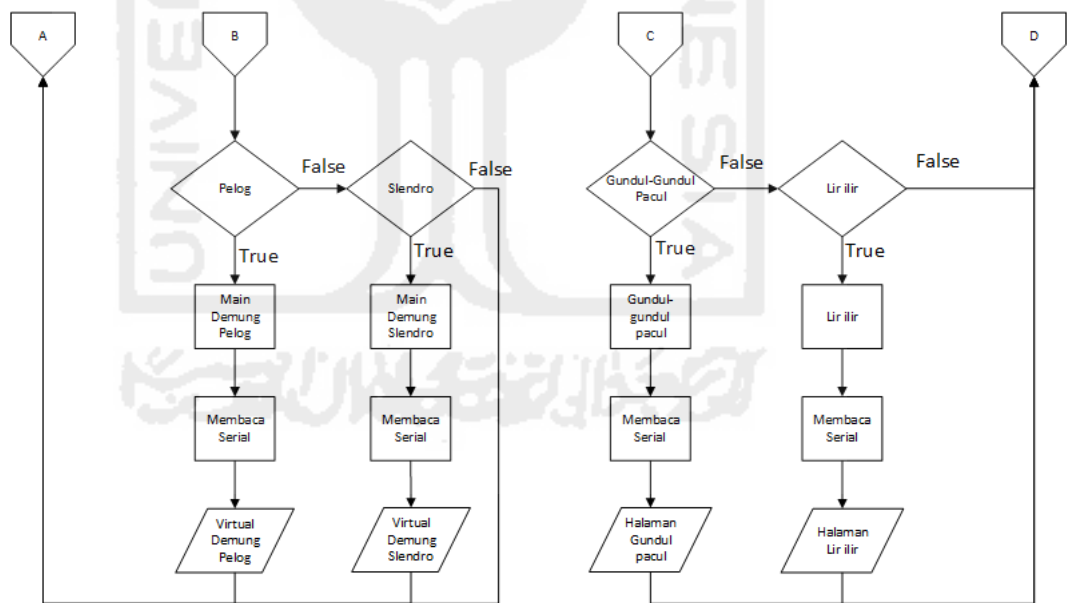 A
B
C
D
Pelog
False
Slendro
False
Gundul-Gundul
Pacul
False
Lir ilir
False
True
True
True
True
Main
Demung
Pelog
Main
Demung
Slendro
Gundul-
gundul
pacul
Lir ilir
Membaca
Serial
Membaca
Serial
Membaca
Serial
Membaca
Serial
Virtual
Demung
Pelog
Virtual
Demung
Slendro
Halaman
Gundul
pacul
Halaman
Lir ilir
UNIVER
NESIA